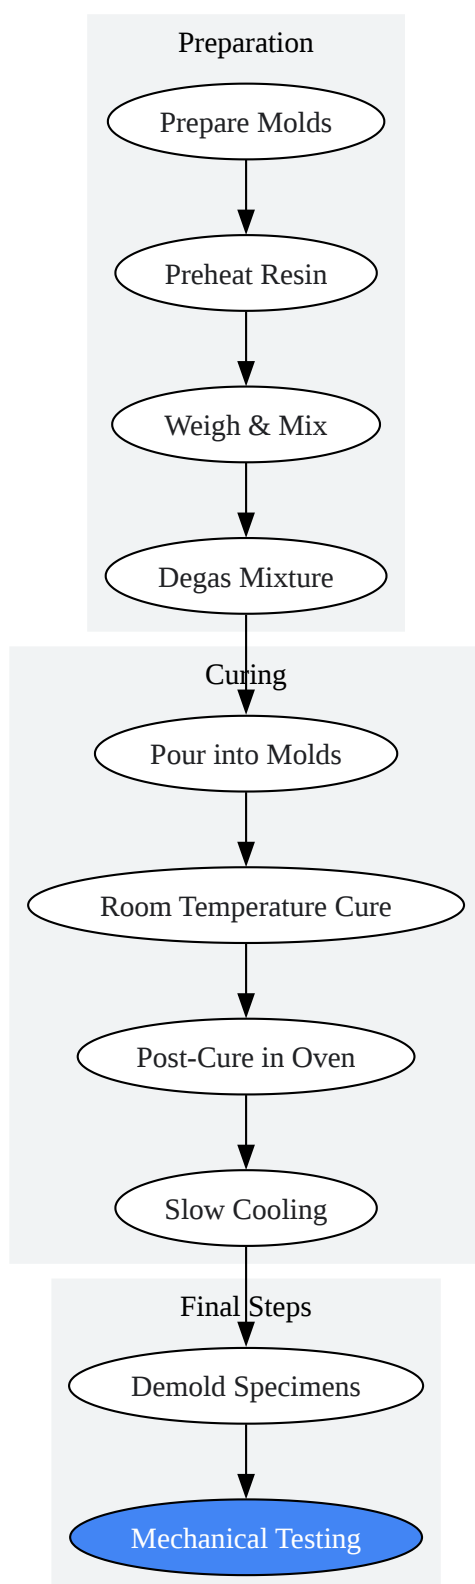 Preparation
Prepare Molds
Preheat Resin
Weigh & Mix
Degas Mixture
Curing
Pour into Molds
Room Temperature Cure
Post-Cure in Oven
Slow Cooling
Final Steps
Demold Specimens
Mechanical Testing